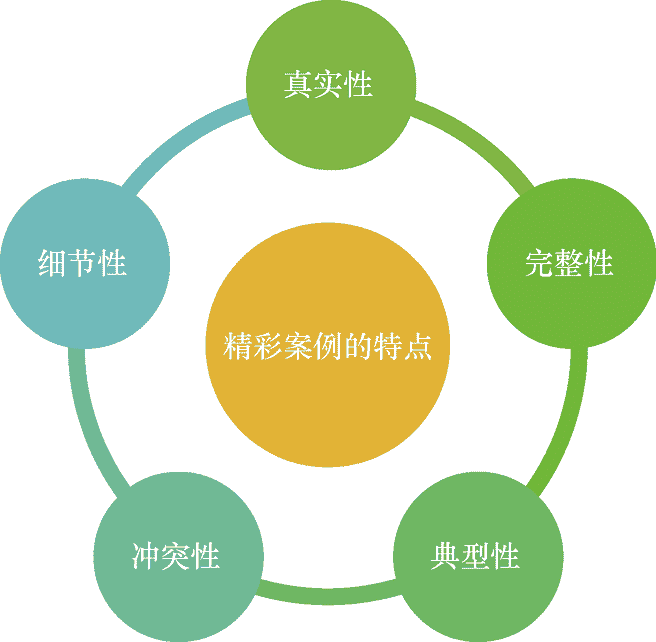 真实性
完整性
典型性
冲突性
细节性
精彩案例的特点